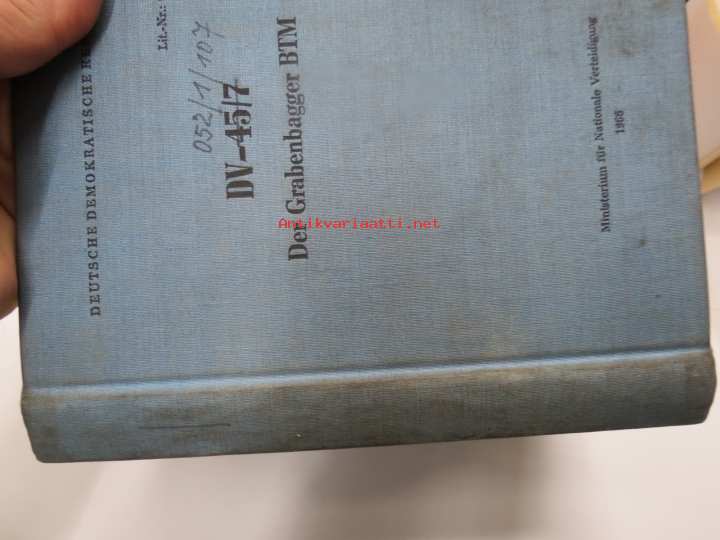 DEUTSCHE DEMOKRATISCHE
Lit.-Nr.:
052/1/107
DV-45/7
Der Grabenbagger BTM
Ministerium für Nationale Verteidigung
1968
Antikvariaatti.net